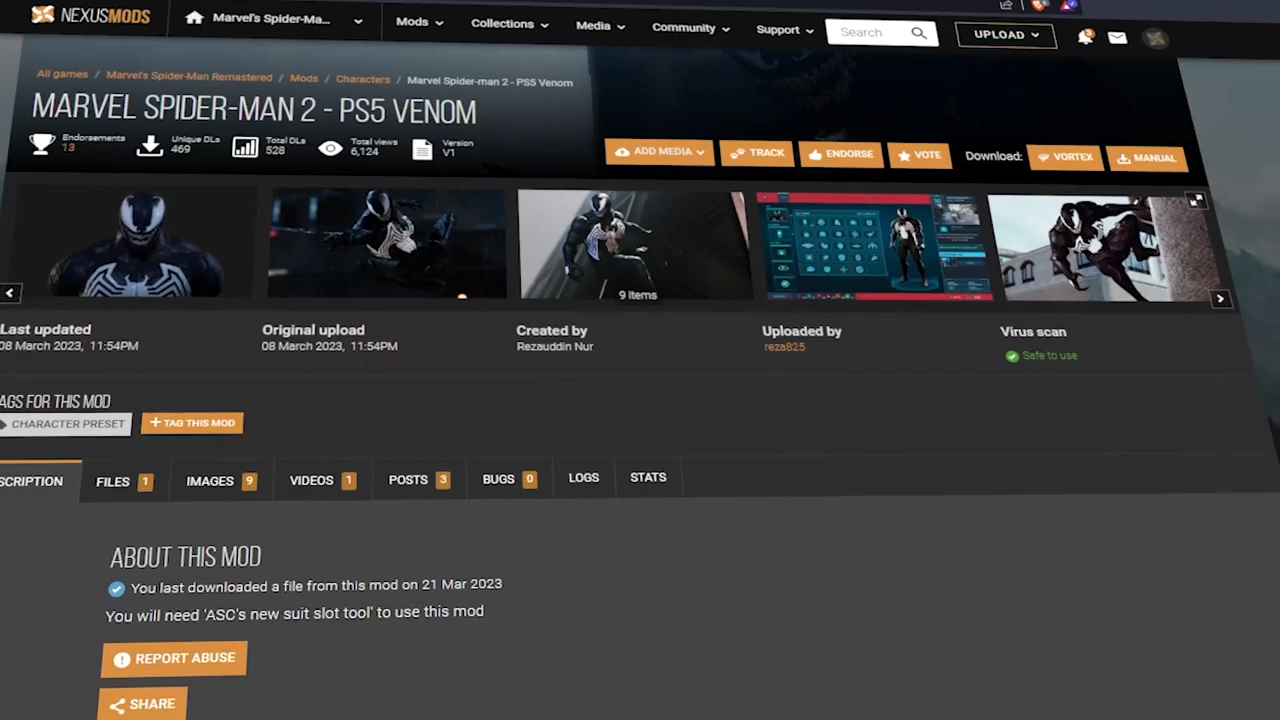 NEXUSMODS
Marvel's Spider-Ma...
Mods
Collections
Media
Community
Support
Search
UPLOAD
3
All games / Marvel's Spider-Man Remastered / Mods / Characters / Marvel Spider-man 2 - PS5 Venom
MARVEL SPIDER-MAN 2 - PS5 VENOM
Endorsements
13
Unique DLs
469
Total DLs
528
Total views
6,124
Version
V1
ADD MEDIA
TRACK
ENDORSE
VOTE
Download:
VORTEX
MANUAL
9 items
Last updated
08 March 2023, 11:54PM
Original upload
08 March 2023, 11:54PM
Created by
Rezauddin Nur
Uploaded by
reza825
Virus scan
Safe to use
AGS FOR THIS MOD
CHARACTER PRESET
+ TAG THIS MOD
SCRIPTION
FILES 1
IMAGES 9
VIDEOS 1
POSTS 3
BUGS 0
LOGS
STATS
ABOUT THIS MOD
You last downloaded a file from this mod on 21 Mar 2023
You will need 'ASC's new suit slot tool' to use this mod
REPORT ABUSE
SHARE